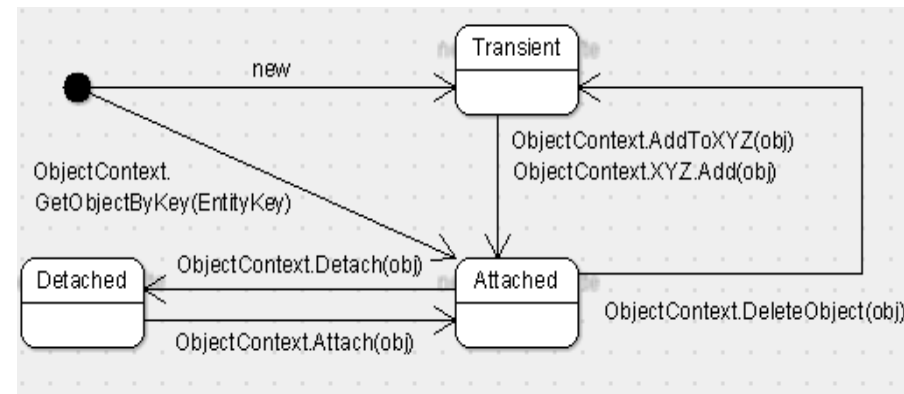 Transient
new
ObjectContext.AddToXYZ(obj)
ObjectContext.XYZ.Add(obj)
ObjectContext.
GetObjectByKey(EntityKey)
Detached
ObjectContext.Detach(obj)
Attached
ObjectContext.DeleteObject(obj)
ObjectContext.Attach(obj)